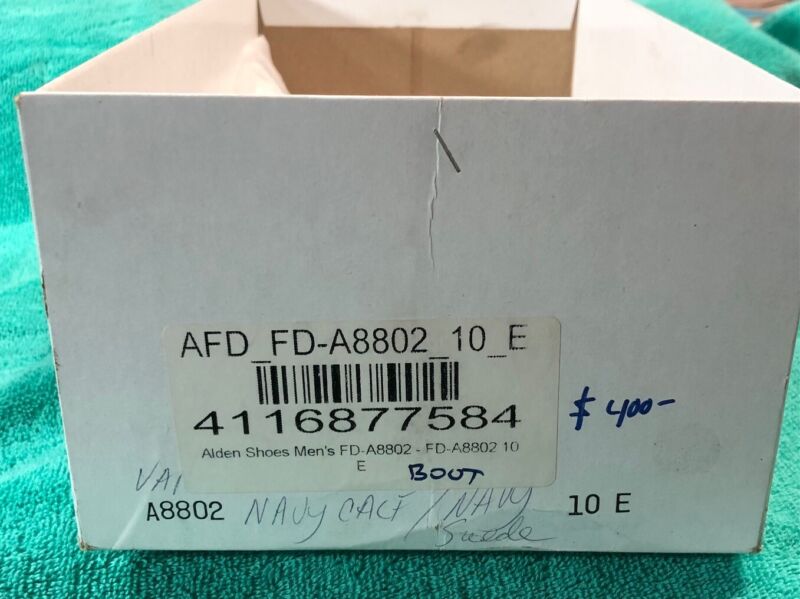 AFD_FD-A8802_10_E
4116877584
$400-
Alden Shoes Men's FD-A8802 - FD-A8802 10
E
BOOT
A8802 NAVY CALF / NAVY 10 E
Suede